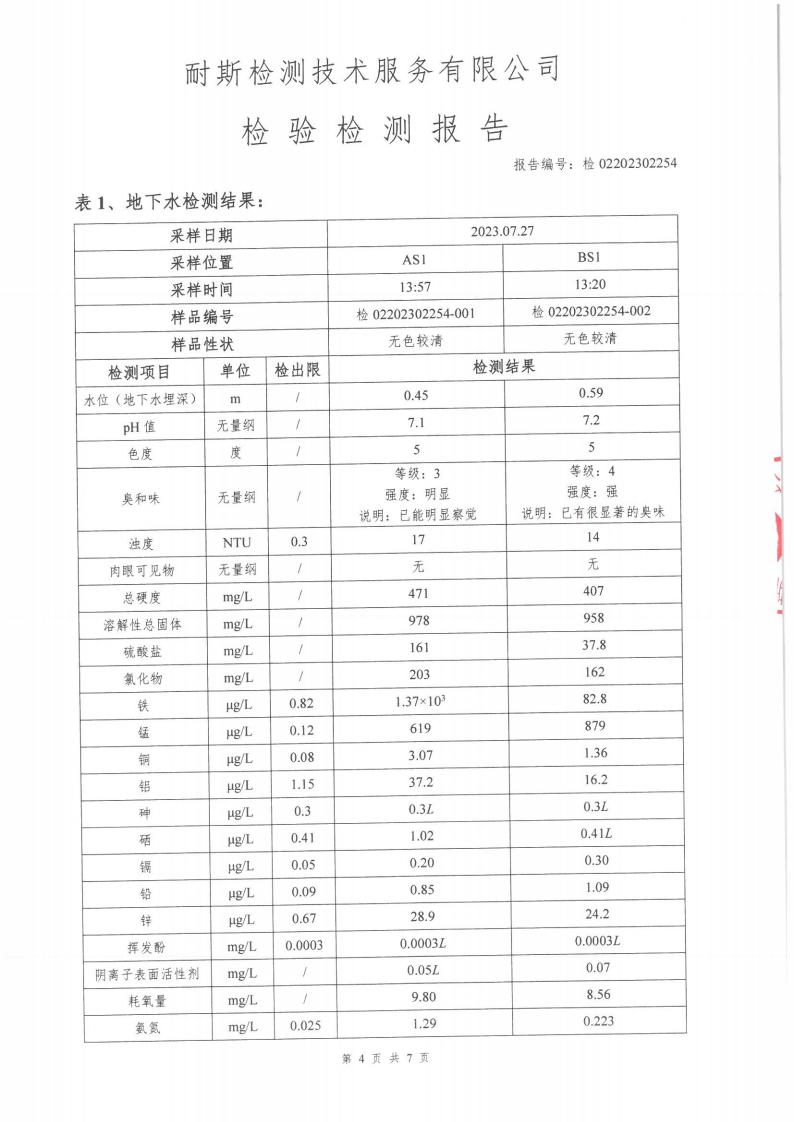 耐斯检测技术服务有限公司
检验检测报告
报告编号：检 02202302254
表 1、地下水检测结果：
采样日期 2023.07.27
采样位置 AS1 BS1
采样时间 13:57 13:20
样品编号 检 02202302254-001 检 02202302254-002
样品性状 无色较清 无色较清
检测项目 单位 检出限 检测结果
水位（地下水埋深） m / 0.45 0.59
pH 值 无量纲 / 7.1 7.2
色度 度 / 5 5
臭和味 无量纲 / 等级：3 等级：4
强度：明显 强度：强
说明：已能明显察觉 说明：已有很显著的臭味
浊度 NTU 0.3 17 14
肉眼可见物 无量纲 / 无 无
总硬度 mg/L / 471 407
溶解性总固体 mg/L / 978 958
硫酸盐 mg/L / 161 37.8
氯化物 mg/L / 203 162
铁 μg/L 0.82 1.37×10³ 82.8
锰 μg/L 0.12 619 879
铜 μg/L 0.08 3.07 1.36
铝 μg/L 1.15 37.2 16.2
砷 μg/L 0.3 0.3L 0.3L
硒 μg/L 0.41 1.02 0.41L
镉 μg/L 0.05 0.20 0.30
铅 μg/L 0.09 0.85 1.09
锌 μg/L 0.67 28.9 24.2
挥发酚 mg/L 0.0003 0.0003L 0.0003L
阴离子表面活性剂 mg/L / 0.05L 0.07
耗氧量 mg/L / 9.80 8.56
氨氮 mg/L 0.025 1.29 0.223
第 4 页 共 7 页